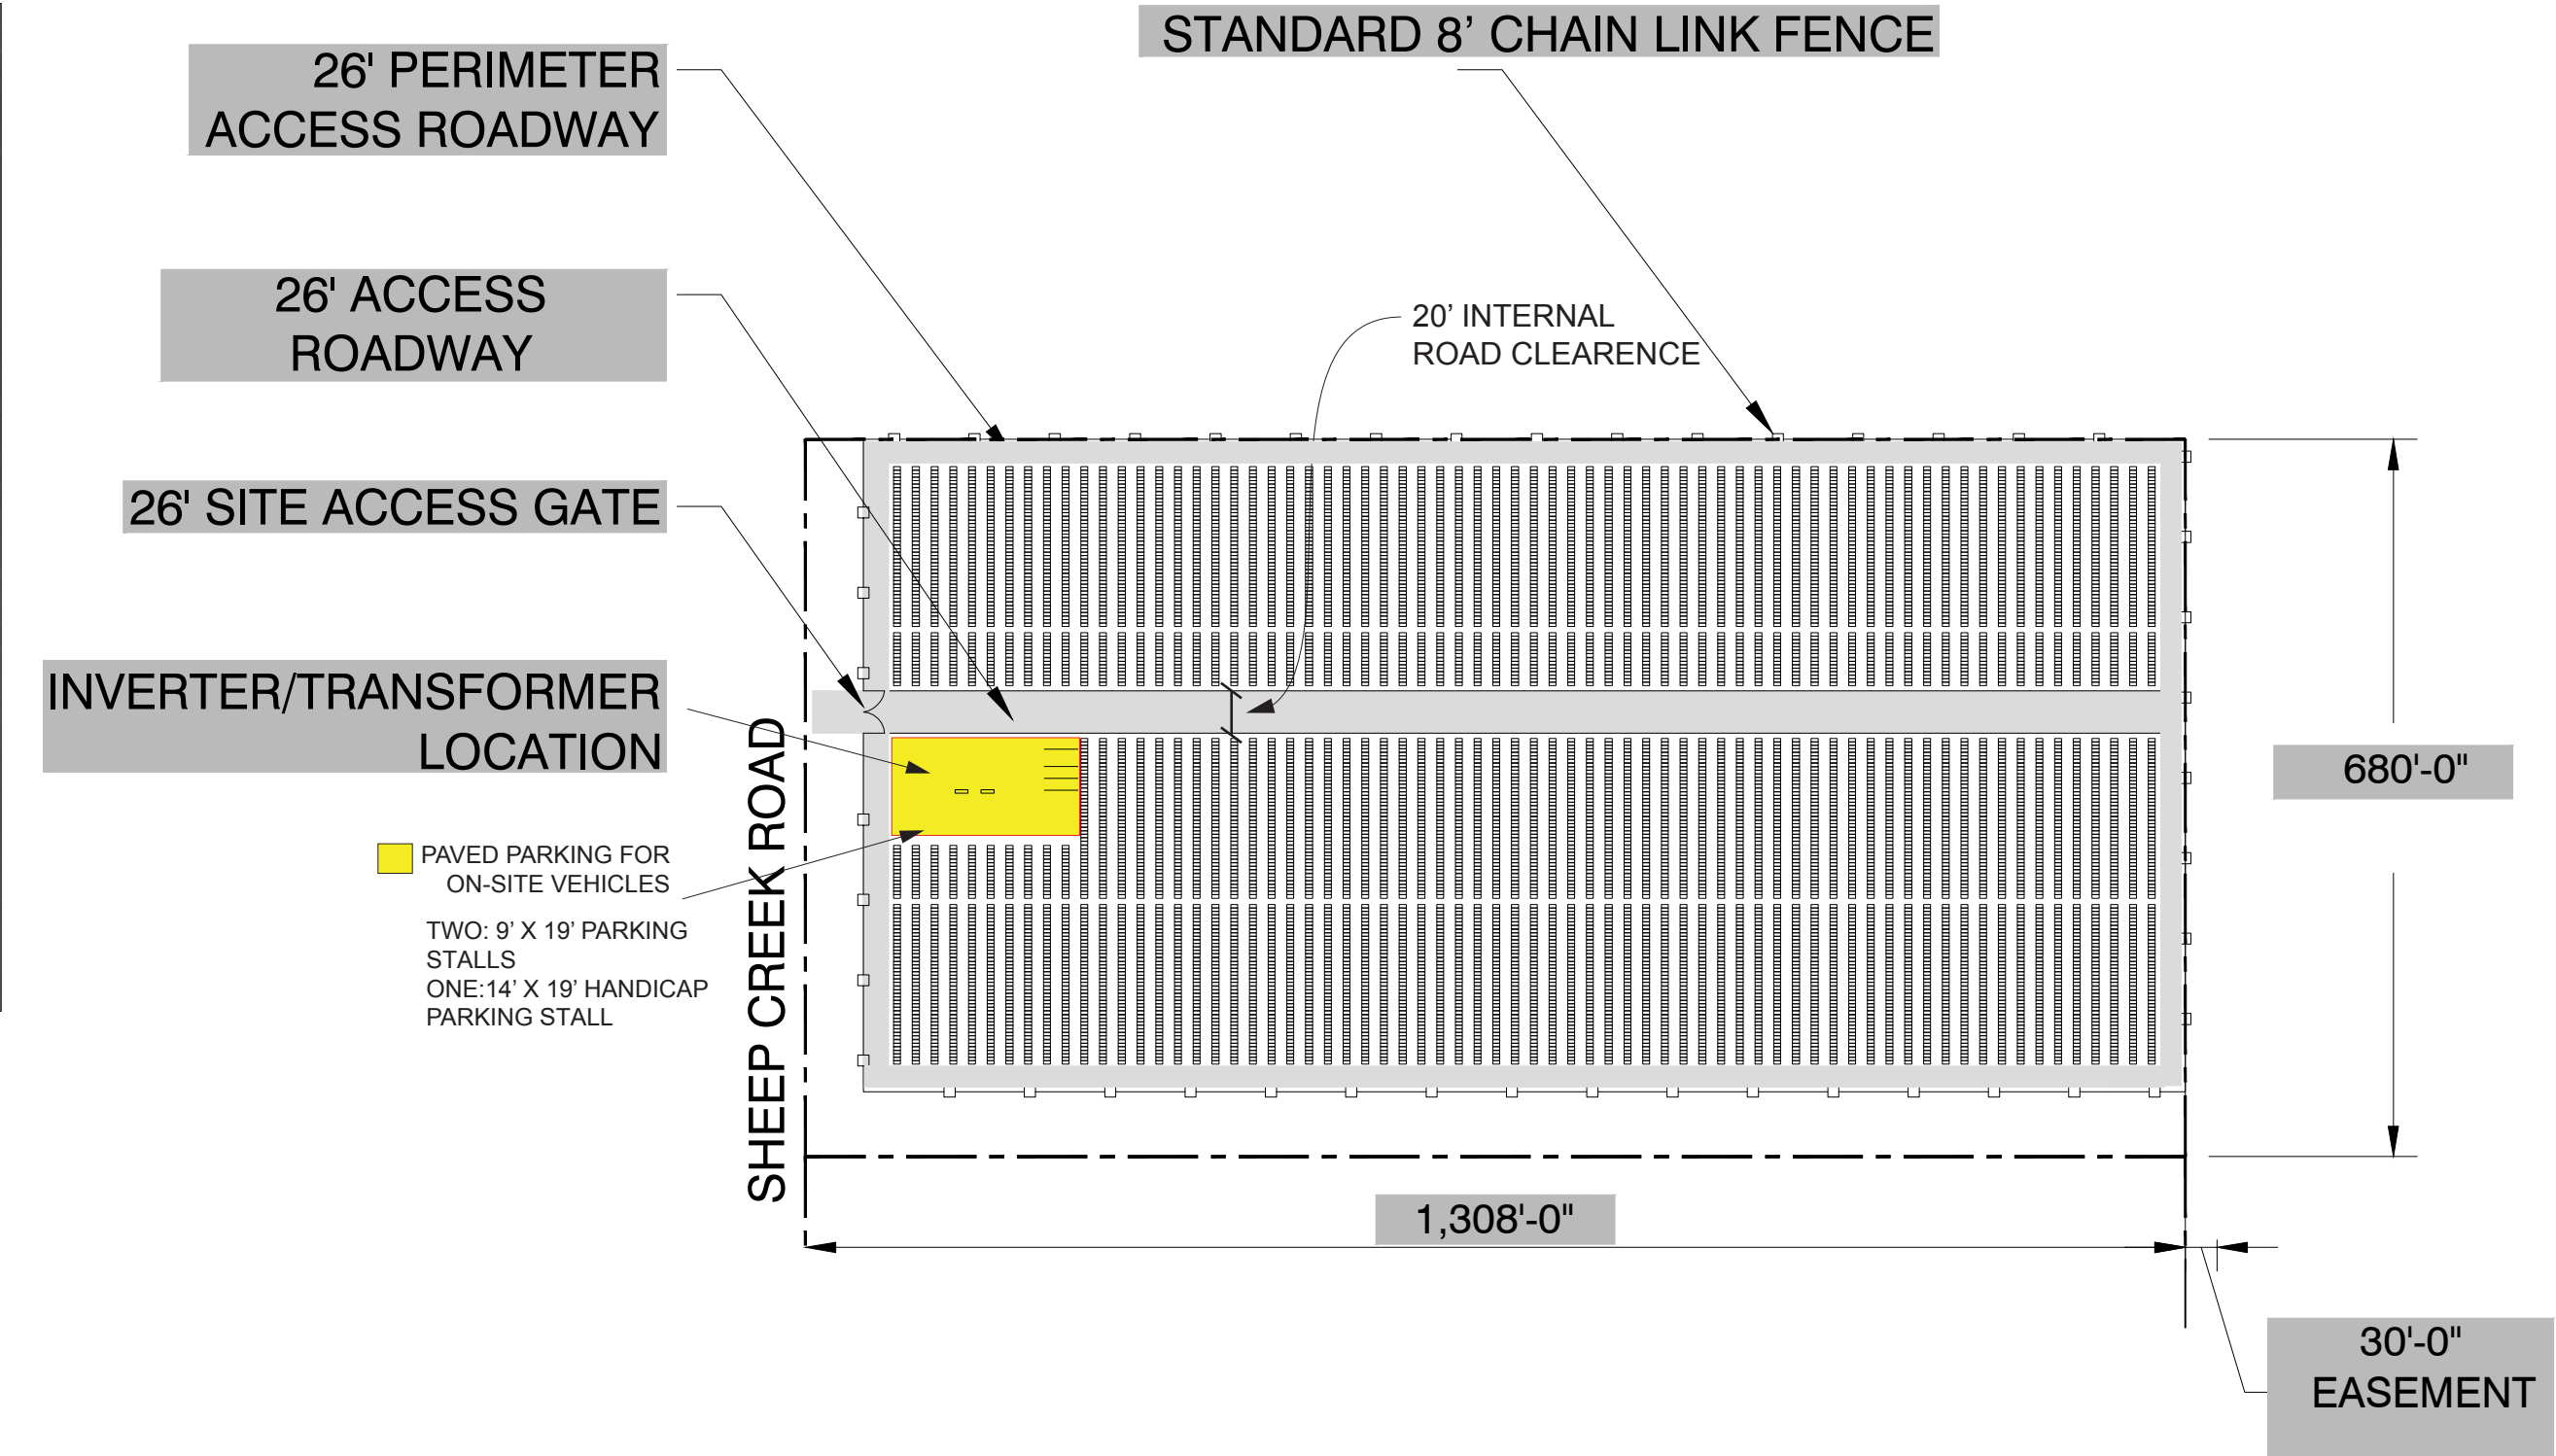 STANDARD 8’ CHAIN LINK FENCE
26' PERIMETER
ACCESS ROADWAY
26' ACCESS
ROADWAY
20’ INTERNAL
ROAD CLEARENCE
26' SITE ACCESS GATE
INVERTER/TRANSFORMER
LOCATION
SHEEP CREEK ROAD
680'-0"
PAVED PARKING FOR
ON-SITE VEHICLES
TWO: 9’ X 19’ PARKING
STALLS
ONE:14’ X 19’ HANDICAP
PARKING STALL
1,308'-0"
30'-0"
EASEMENT